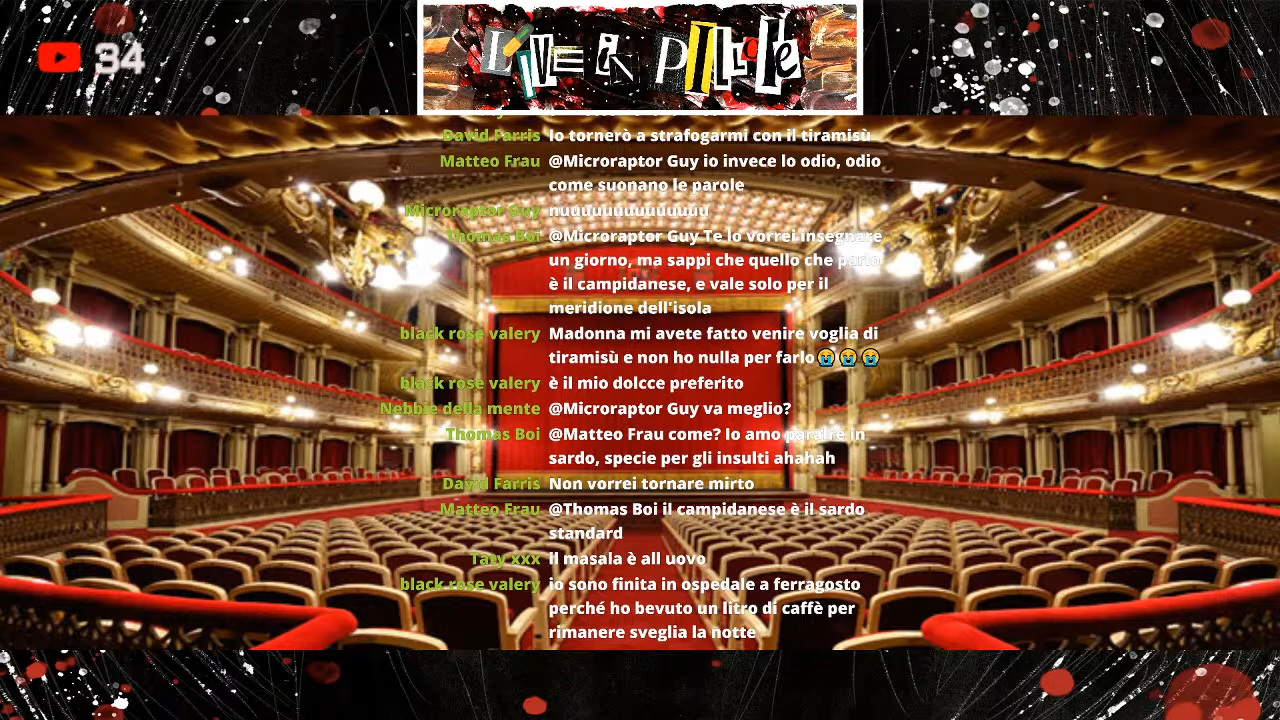 34
LiVE iN PiLLoLe
David Farris Io tornerò a strafogarmi con il tiramisù
Matteo Frau @Microraptor Guy io invece lo odio, odio
come suonano le parole
Microraptor Guy nuuuuuuuuuuuuuu
Thomas Boi @Microraptor Guy Te lo vorrei insegnare
un giorno, ma sappi che quello che parlo
è il campidanese, e vale solo per il
meridione dell'isola
black rose valery Madonna mi avete fatto venire voglia di
tiramisù e non ho nulla per farlo😭😭😭
black rose valery è il mio dolcce preferito
Nebbie della mente @Microraptor Guy va meglio?
Thomas Boi @Matteo Frau come? Io amo paralre in
sardo, specie per gli insulti ahahah
David Farris Non vorrei tornare mirto
Matteo Frau @Thomas Boi il campidanese è il sardo
standard
Taty xxx il masala è all uovo
black rose valery io sono finita in ospedale a ferragosto
perché ho bevuto un litro di caffè per
rimanere sveglia la notte